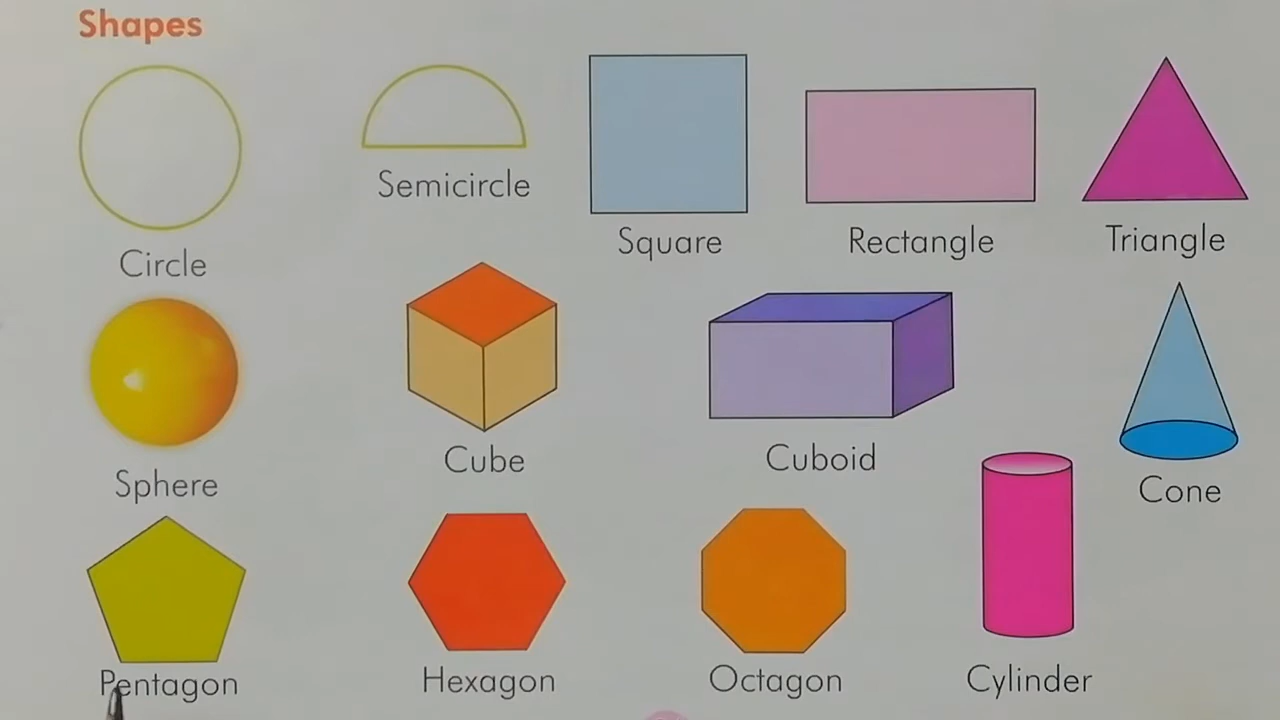 Shapes
Circle
Semicircle
Square
Rectangle
Triangle
Sphere
Cube
Cuboid
Cone
Pentagon
Hexagon
Octagon
Cylinder